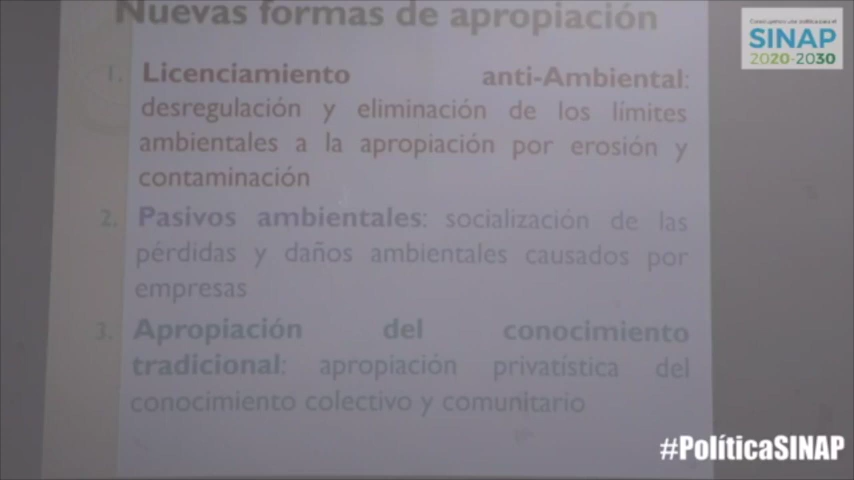 Nuevas formas de apropiación
1. Licenciamiento anti-Ambiental:
desregulación y eliminación de los límites
ambientales a la apropiación por erosión y
contaminación
2. Pasivos ambientales: socialización de las
pérdidas y daños ambientales causados por
empresas
3. Apropiación del conocimiento
tradicional: apropiación privatística del
conocimiento colectivo y comunitario
SINAP
2020-2030
#PolíticaSINAP